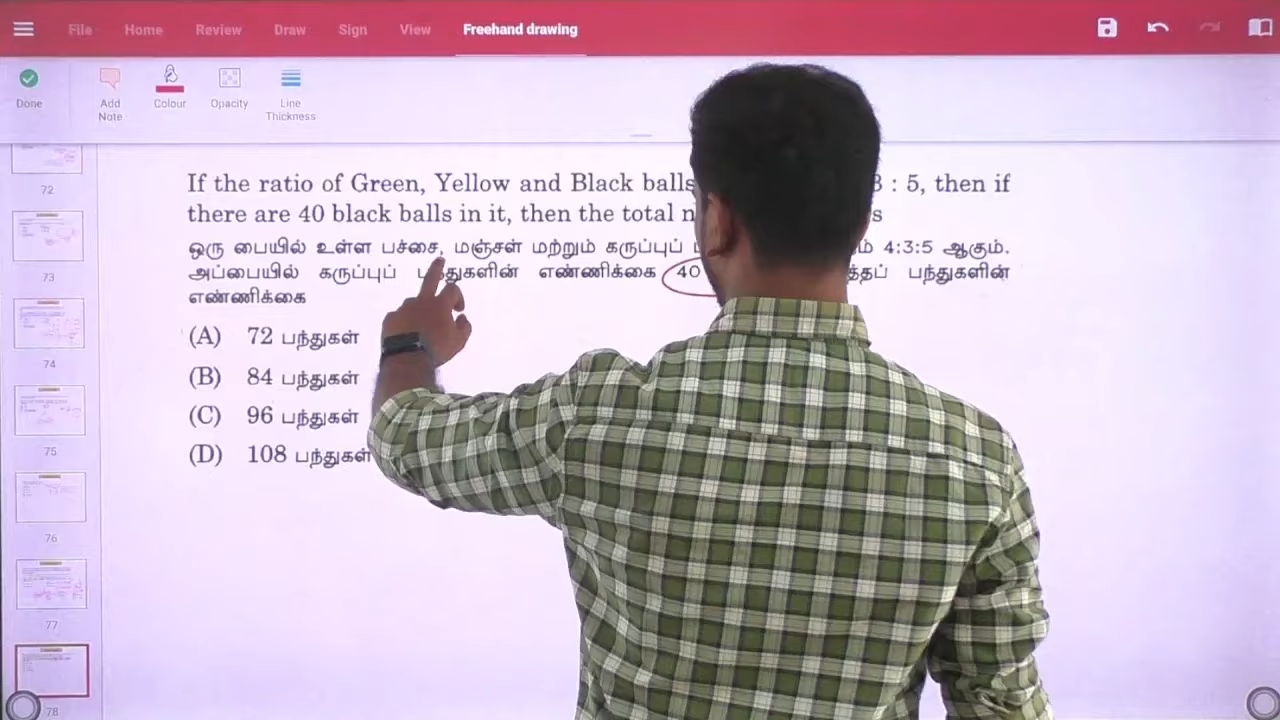 File Home Review Draw Sign View Freehand drawing
Done Add Note Colour Opacity Line Thickness
72
73
74
75
76
77
78
If the ratio of Green, Yellow and Black balls : 5, then if
there are 40 black balls in it, then the total
ஒரு பையில் உள்ள பச்சை, மஞ்சள் மற்றும் கருப்புப் 4:3:5 ஆகும்.
அப்பையில் கருப்புப் எண்ணிக்கை 40 பந்துகளின்
எண்ணிக்கை
(A) 72 பந்துகள்
(B) 84 பந்துகள்
(C) 96 பந்துகள்
(D) 108 பந்துகள்